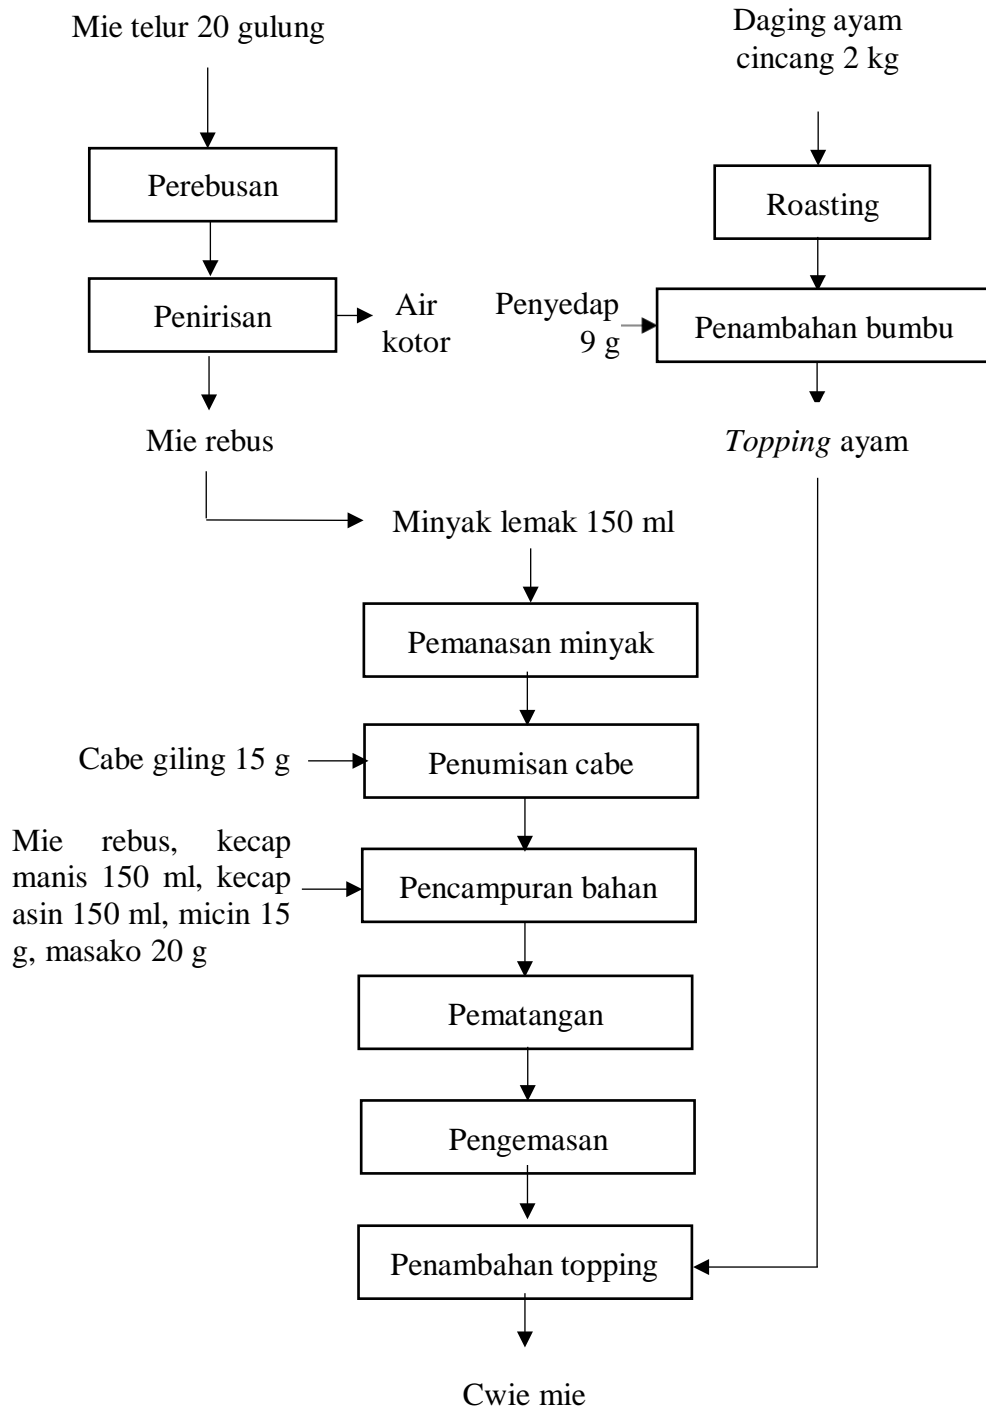 Mie telur 20 gulung
Daging ayam
cincang 2 kg
Perebusan
Roasting
Penirisan
Air
kotor
Penyedap
9 g
Penambahan bumbu
Mie rebus
Topping ayam
Minyak lemak 150 ml
Pemanasan minyak
Cabe giling 15 g
Penumisan cabe
Mie rebus, kecap
manis 150 ml, kecap
asin 150 ml, micin 15
g, masako 20 g
Pencampuran bahan
Pematangan
Pengemasan
Penambahan topping
Cwie mie